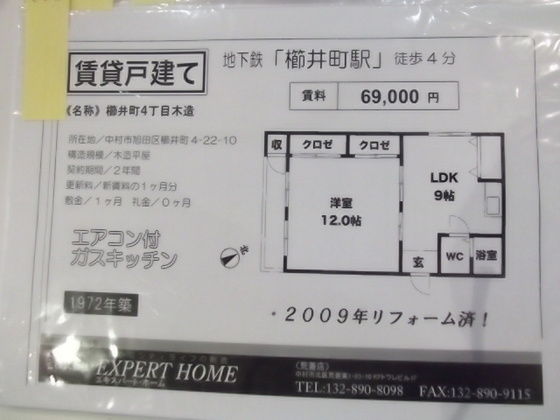 賃貸戸建て
地下鉄「櫛井町駅」徒歩4分
賃料 69,000 円
《名称》櫛井町4丁目木造
所在地/中村市旭田区櫛井町4-22-10
構造規模/木造平屋
契約期間/2年間
更新料/新賃料の1ヶ月分
敷金/1ヶ月 礼金/0ヶ月
エアコン付
ガスキッチン
1972年築
収 クロゼ クロゼ
洋室
12.0帖
LDK
9帖
玄 WC 浴室
北
・2009年リフォーム済!
EXPERT HOME
エキスパート・ホーム
TEL:132-890-8098 FAX:132-890-9115